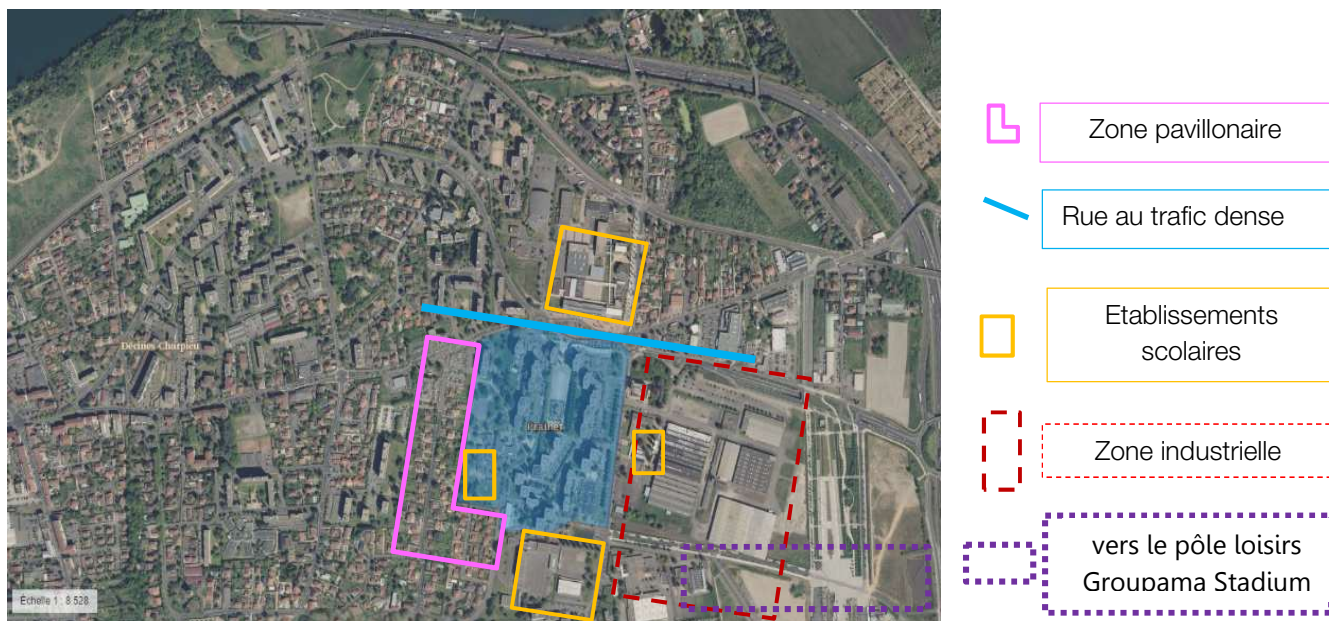 Zone pavillonaire
Rue au trafic dense
Etablissements
scolaires
Zone industrielle
vers le pôle loisirs
Groupama Stadium
Décines Charpieu
Prainet
Échelle 1 : 8 528